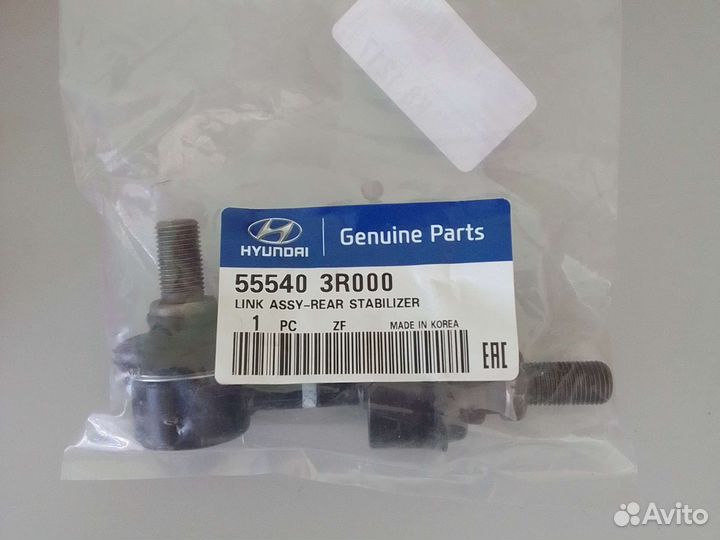 HYUNDAI
Genuine Parts
55540 3R000
LINK ASSY-REAR STABILIZER
1 PC ZF MADE IN KOREA
EAC
Avito